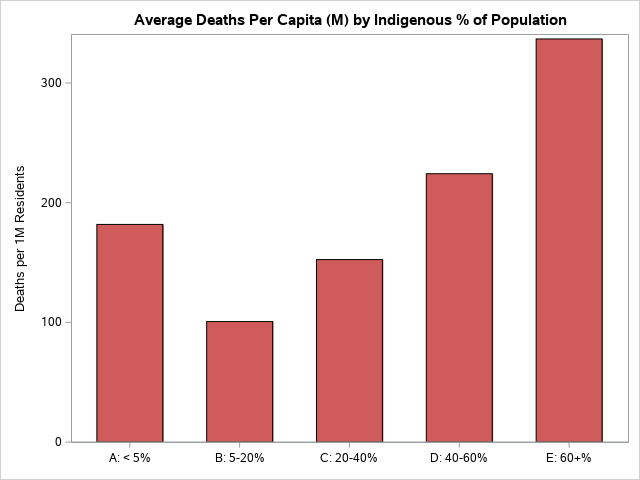 Average Deaths Per Capita (M) by Indigenous % of Population
Deaths per 1M Residents
300
200
100
0
A: < 5%
B: 5-20%
C: 20-40%
D: 40-60%
E: 60+%